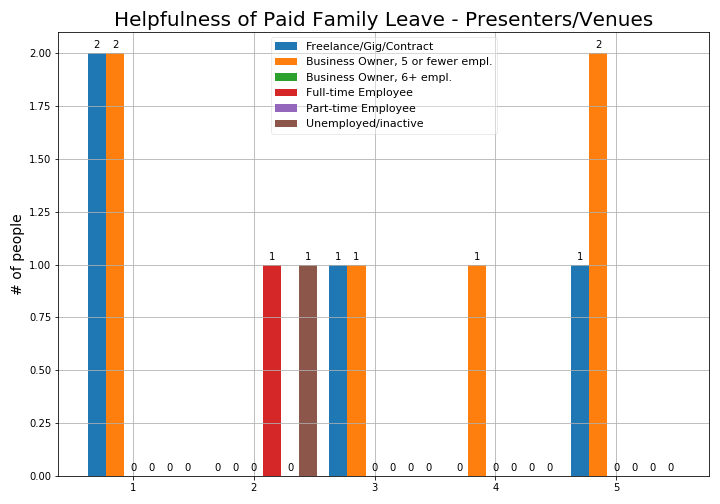 Helpfulness of Paid Family Leave - Presenters/Venues
Freelance/Gig/Contract
Business Owner, 5 or fewer empl.
Business Owner, 6+ empl.
Full-time Employee
Part-time Employee
Unemployed/inactive
# of people
2.00
1.75
1.50
1.25
1.00
0.75
0.50
0.25
0.00
2 2 0 0 0 0
0 0 0 1 0 1
1 1 0 0 0 0
0 1 0 0 0 0
1 2 0 0 0 0
1 2 3 4 5